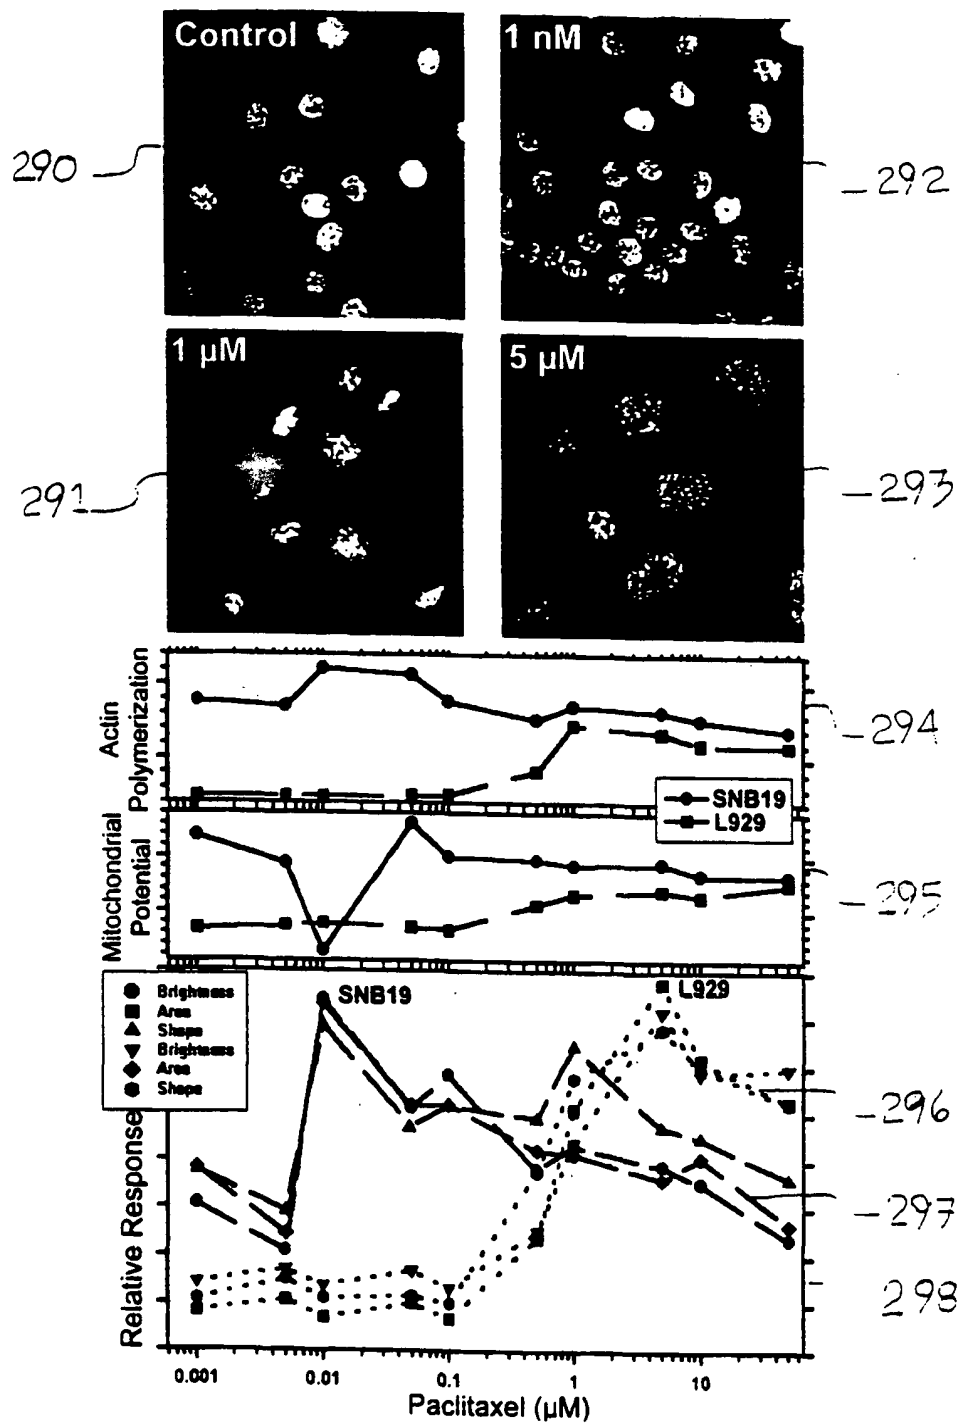 Control
1 nM
290
292
1 µM
5 µM
291
293
Actin
Polymerization
294
SNB19
L929
Mitochondrial
Potential
295
Brightness
Area
Shape
Brightness
Area
Shape
SNB19
L929
296
297
298
Relative Response
0.001 0.01 0.1 1 10
Paclitaxel (µM)